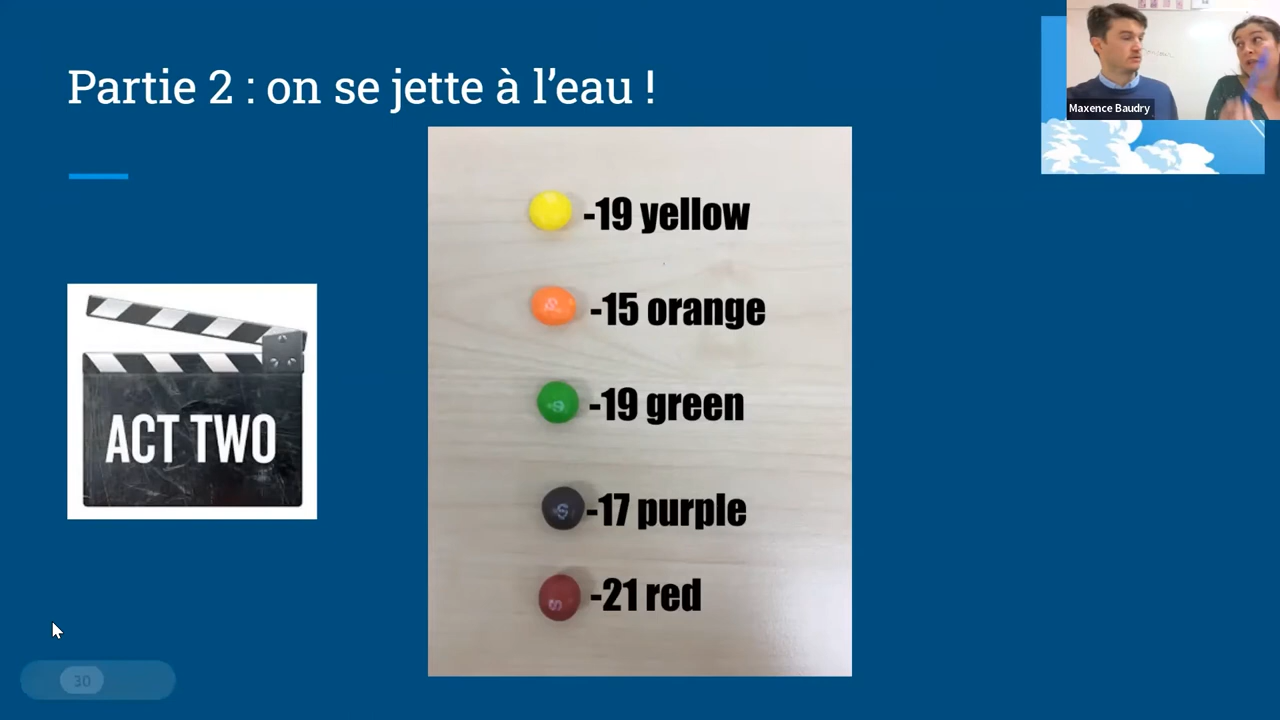 Partie 2 : on se jette à l’eau !
Maxence Baudry
-19 yellow
-15 orange
-19 green
-17 purple
-21 red
ACT TWO
30